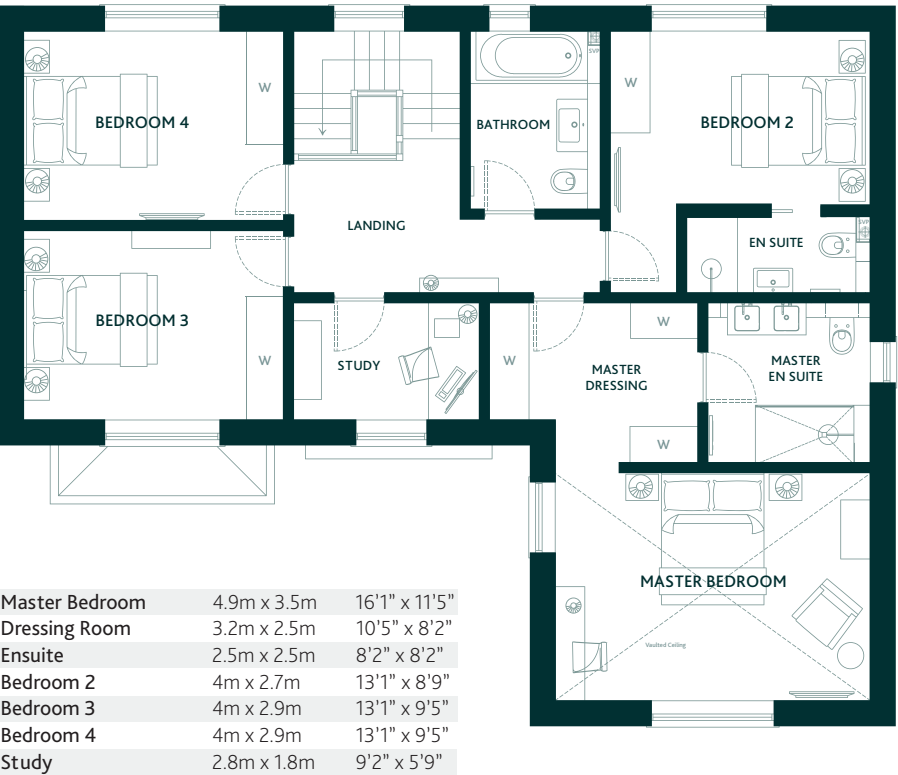 SVP
W
W
BEDROOM 4
BATHROOM
BEDROOM 2
LANDING
EN SUITE
SVP
BEDROOM 3
W
W
W
STUDY
MASTER
DRESSING
MASTER
EN SUITE
W
MASTER BEDROOM
Vaulted Ceiling
Master Bedroom 4.9m x 3.5m 16'1" x 11'5"
Dressing Room 3.2m x 2.5m 10'5" x 8'2"
Ensuite 2.5m x 2.5m 8'2" x 8'2"
Bedroom 2 4m x 2.7m 13'1" x 8'9"
Bedroom 3 4m x 2.9m 13'1" x 9'5"
Bedroom 4 4m x 2.9m 13'1" x 9'5"
Study 2.8m x 1.8m 9'2" x 5'9"